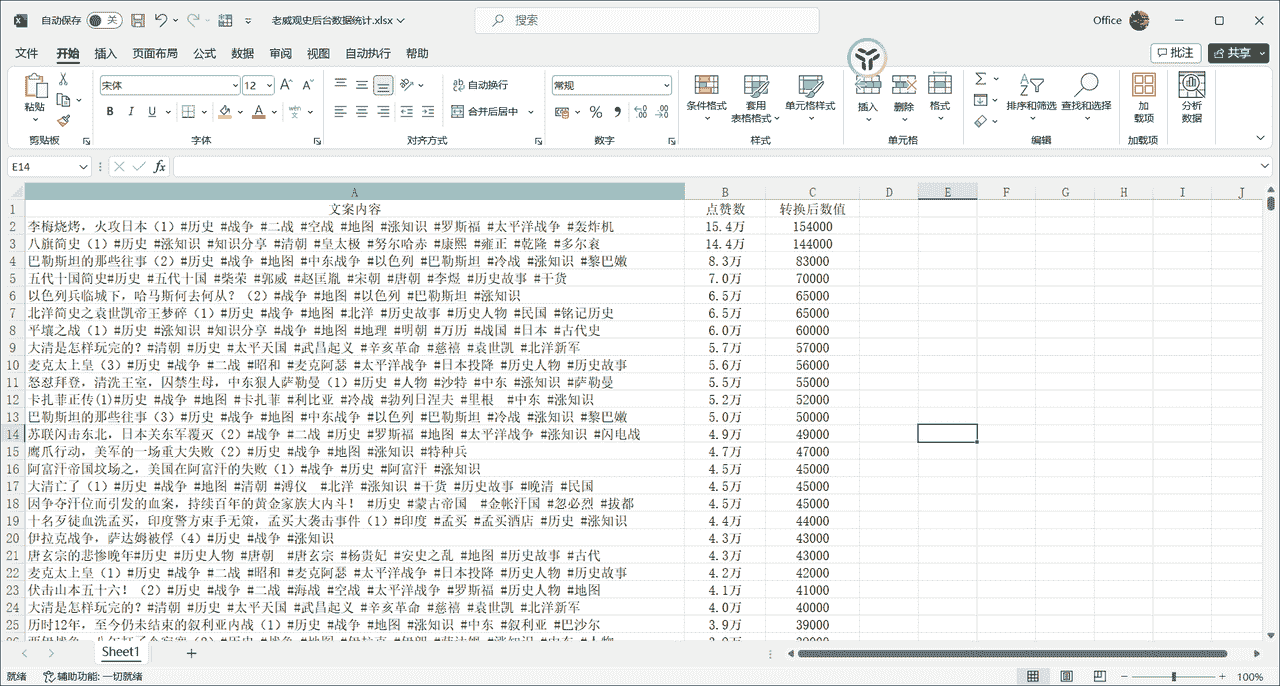 自动保存 关 老威观史后台数据统计.xlsx 搜索 Office
文件 开始 插入 页面布局 公式 数据 审阅 视图 自动执行 帮助 批注 共享
宋体 12 自动换行 常规
粘贴 B I U 合并后居中 条件格式 套用表格格式 单元格样式 插入 删除 格式 排序和筛选 查找和选择 加载项 分析数据
剪贴板 字体 对齐方式 数字 样式 单元格 编辑 加载项
E14 fx
A B C D E F G H I J
1 文案内容 点赞数 转换后数值
2 李梅烧烤，火攻日本（1）#历史 #战争 #二战 #空战 #地图 #涨知识 #罗斯福 #太平洋战争 #轰炸机 15.4万 154000
3 八旗简史（1）#历史 #涨知识 #知识分享 #清朝 #皇太极 #努尔哈赤 #康熙 #雍正 #乾隆 #多尔衮 14.4万 144000
4 巴勒斯坦的那些往事（2）#历史 #战争 #地图 #中东战争 #以色列 #巴勒斯坦 #冷战 #涨知识 #黎巴嫩 8.3万 83000
5 五代十国简史#历史 #五代十国 #柴荣 #郭威 #赵匡胤 #宋朝 #唐朝 #李煜 #历史故事 #干货 7.0万 70000
6 以色列兵临城下，哈马斯何去何从？（2）#战争 #地图 #以色列 #巴勒斯坦 #涨知识 6.5万 65000
7 北洋简史之袁世凯帝王梦碎（1）#历史 #战争 #地图 #北洋 #历史故事 #历史人物 #民国 #铭记历史 6.5万 65000
8 平壤之战（1）#历史 #涨知识 #知识分享 #战争 #地图 #地理 #明朝 #万历 #战国 #日本 #古代史 6.0万 60000
9 大清是怎样玩完的？#清朝 #历史 #太平天国 #武昌起义 #辛亥革命 #慈禧 #袁世凯 #北洋新军 5.7万 57000
10 麦克太上皇（3）#历史 #战争 #二战 #昭和 #麦克阿瑟 #太平洋战争 #日本投降 #历史人物 #历史故事 5.6万 56000
11 怒怼拜登，清洗王室，囚禁生母，中东狠人萨勒曼（1）#历史 #人物 #沙特 #中东 #涨知识 #萨勒曼 5.5万 55000
12 卡扎菲正传(1)#历史 #战争 #地图 #卡扎菲 #利比亚 #冷战 #勃列日涅夫 #里根 #中东 #涨知识 5.2万 52000
13 巴勒斯坦的那些往事（3）#历史 #战争 #地图 #中东战争 #以色列 #巴勒斯坦 #冷战 #涨知识 #黎巴嫩 5.0万 50000
14 苏联闪击东北，日本关东军覆灭（2）#战争 #二战 #历史 #罗斯福 #地图 #太平洋战争 #涨知识 #闪电战 4.9万 49000
15 鹰爪行动，美军的一场重大失败（2）#历史 #战争 #地图 #涨知识 #特种兵 4.7万 47000
16 阿富汗帝国坟场之，美国在阿富汗的失败（1）#战争 #历史 #阿富汗 #涨知识 4.5万 45000
17 大清亡了（1）#历史 #战争 #地图 #清朝 #溥仪 #北洋 #涨知识 #干货 #历史故事 #晚清 #民国 4.5万 45000
18 因争夺汗位而引发的血案，持续百年的黄金家族大内斗！ #历史 #蒙古帝国 #金帐汗国 #忽必烈 #拔都 4.5万 45000
19 十名歹徒血洗孟买，印度警方束手无策，孟买大袭击事件（1）#印度 #孟买 #孟买酒店 #历史 #涨知识 4.4万 44000
20 伊拉克战争，萨达姆被俘（4）#历史 #战争 #涨知识 4.3万 43000
21 唐玄宗的悲惨晚年#历史 #历史人物 #唐朝 #唐玄宗 #杨贵妃 #安史之乱 #地图 #历史故事 #古代 4.3万 43000
22 麦克太上皇（1）#历史 #战争 #二战 #昭和 #麦克阿瑟 #太平洋战争 #日本投降 #历史人物 #历史故事 4.2万 42000
23 伏击山本五十六！（2）#历史 #战争 #二战 #海战 #空战 #太平洋战争 #罗斯福 #历史人物 #地图 4.1万 41000
24 大清是怎样玩完的？#清朝 #历史 #太平天国 #武昌起义 #辛亥革命 #慈禧 #袁世凯 #北洋新军 4.0万 40000
25 历时12年，至今仍未结束的叙利亚内战（1）#历史 #战争 #涨知识 #中东 #叙利亚 #巴沙尔 3.9万 39000
Sheet1
就绪 辅助功能: 一切就绪 100%